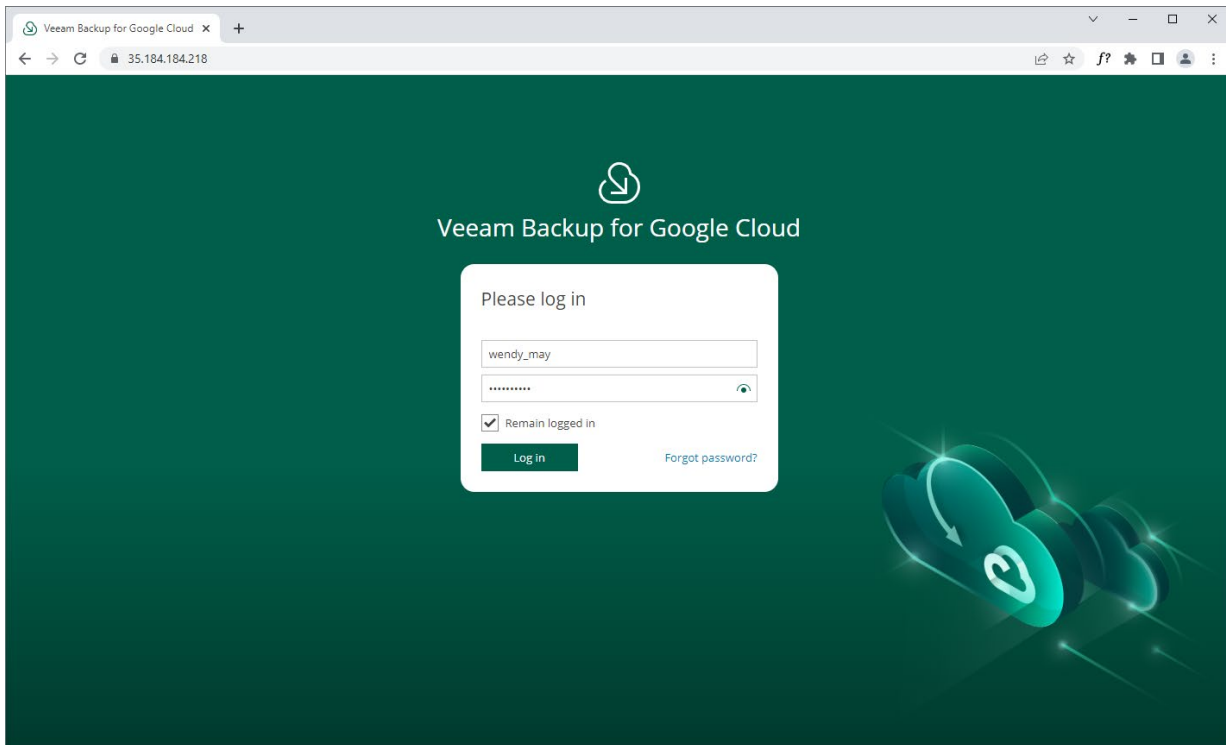 Veeam Backup for Google Cloud
35.184.184.218
f?
Veeam Backup for Google Cloud
Please log in
wendy_may
••••••••••
Remain logged in
Log in
Forgot password?